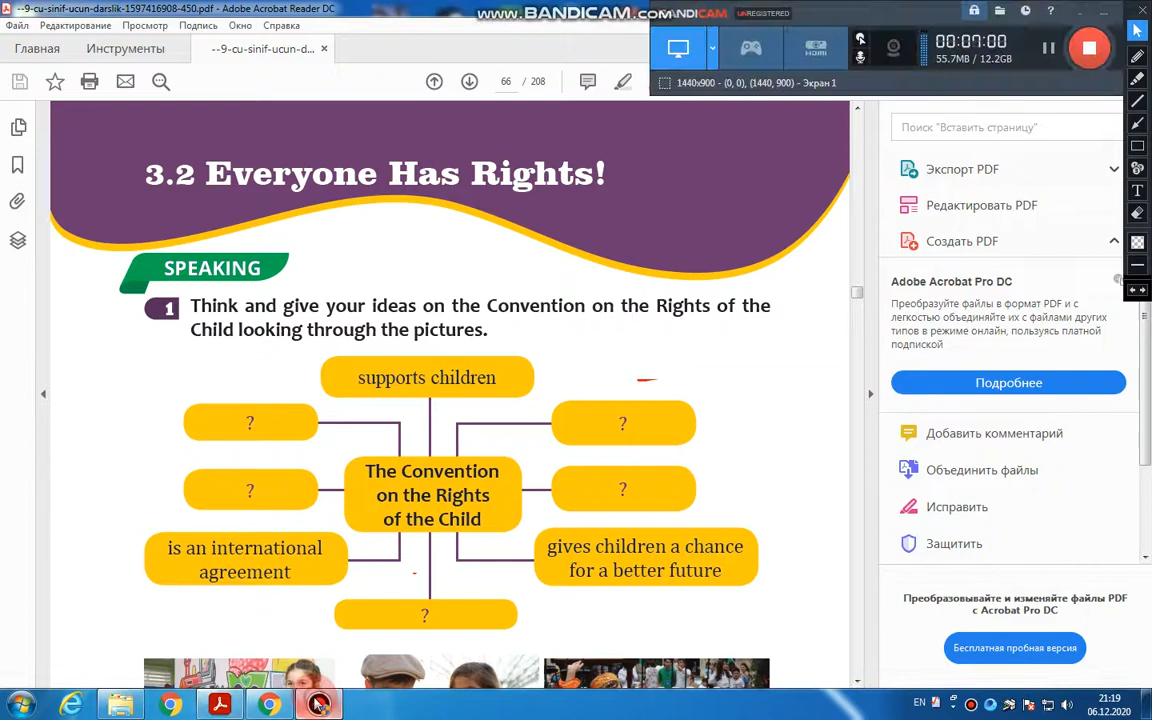 --9-cu-sinif-ucun-darslik-1597416908-450.pdf - Adobe Acrobat Reader DC
www.BANDICAM.com
BANDICAM
UNREGISTERED
Файл Редактирование Просмотр Подпись Окно Справка
Главная Инструменты --9-cu-sinif-ucun-d... ×
HDMI
00:07:00
55.7MB / 12.2GB
66 / 208
1440x900 - (0, 0), (1440, 900) - Экран 1
3.2 Everyone Has Rights!
SPEAKING
1 Think and give your ideas on the Convention on the Rights of the
Child looking through the pictures.
supports children
?
?
The Convention
on the Rights
of the Child
?
?
is an international
agreement
gives children a chance
for a better future
?
Поиск "Вставить страницу"
Экспорт PDF
Редактировать PDF
Создать PDF
Adobe Acrobat Pro DC
Преобразуйте файлы в формат PDF и с
легкостью объединяйте их с файлами других
типов в режиме онлайн, пользуясь платной
подпиской
Подробнее
Добавить комментарий
Объединить файлы
Исправить
Защитить
Преобразовывайте и изменяйте файлы PDF
с Acrobat Pro DC
Бесплатная пробная версия
EN
21:19
06.12.2020